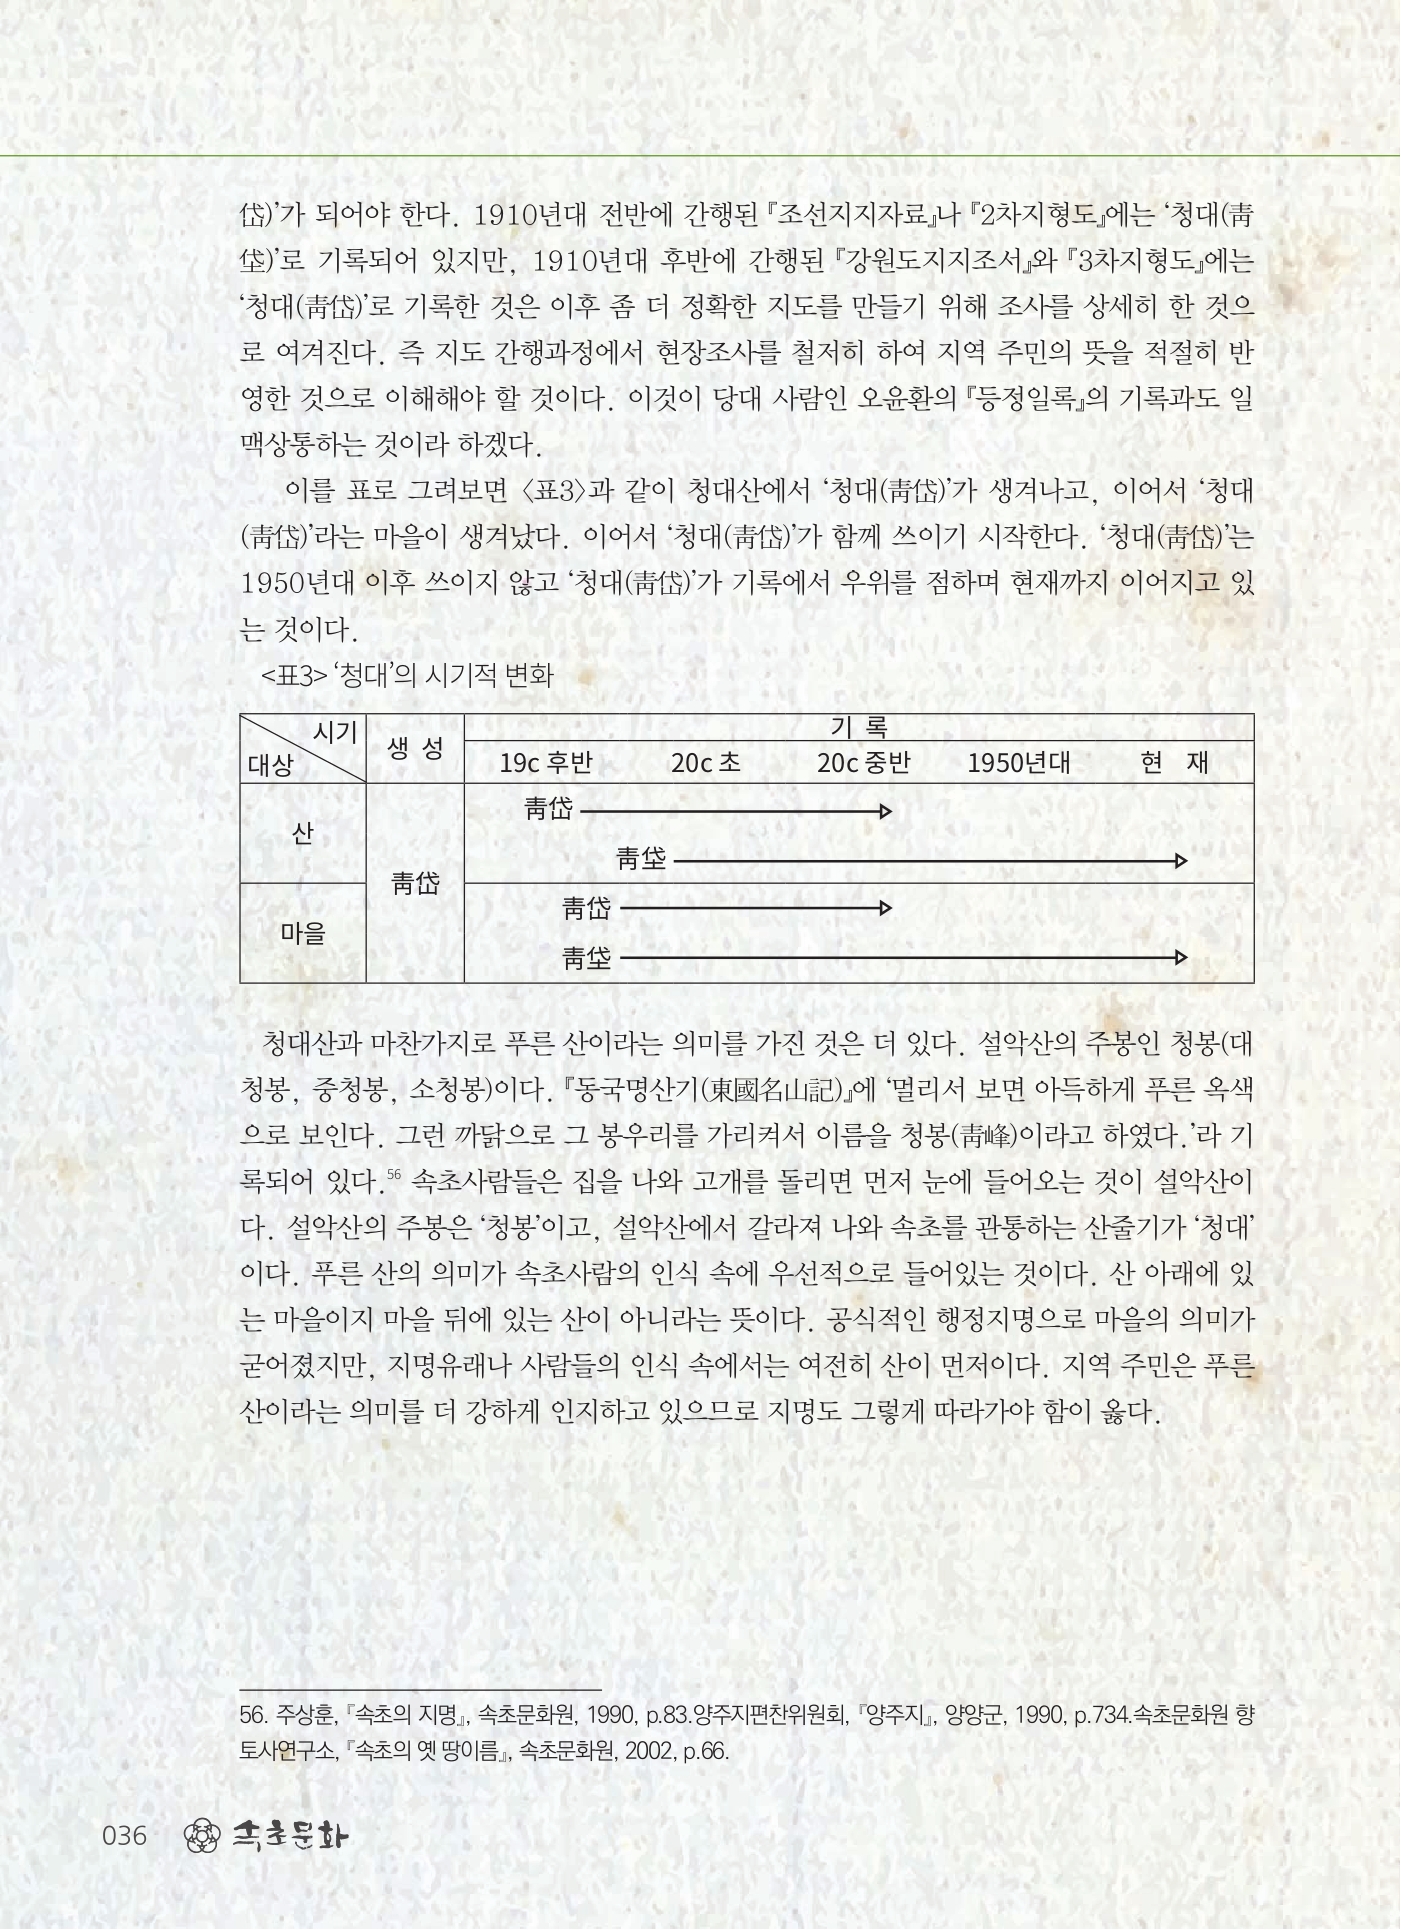 岱)’가 되어야 한다. 1910년대 전반에 간행된 『조선지지자료』나 『2차지형도』에는 ‘청대(靑
垈)’로 기록되어 있지만, 1910년대 후반에 간행된 『강원도지지조서』와 『3차지형도』에는
‘청대(靑岱)’로 기록한 것은 이후 좀 더 정확한 지도를 만들기 위해 조사를 상세히 한 것으
로 여겨진다. 즉 지도 간행과정에서 현장조사를 철저히 하여 지역 주민의 뜻을 적절히 반
영한 것으로 이해해야 할 것이다. 이것이 당대 사람인 오윤환의 『등정일록』의 기록과도 일
맥상통하는 것이라 하겠다.
이를 표로 그려보면 〈표3〉과 같이 청대산에서 ‘청대(靑岱)’가 생겨나고, 이어서 ‘청대
(靑岱)’라는 마을이 생겨났다. 이어서 ‘청대(靑岱)’가 함께 쓰이기 시작한다. ‘청대(靑岱)’는
1950년대 이후 쓰이지 않고 ‘청대(靑岱)’가 기록에서 우위를 점하며 현재까지 이어지고 있
는 것이다.
<표3> ‘청대’의 시기적 변화
시기
대상
생 성
기 록
19c 후반 20c 초 20c 중반 1950년대 현 재
산
靑岱
靑垈
靑岱
마을
靑岱
靑垈
청대산과 마찬가지로 푸른 산이라는 의미를 가진 것은 더 있다. 설악산의 주봉인 청봉(대
청봉, 중청봉, 소청봉)이다. 『동국명산기(東國名山記)』에 ‘멀리서 보면 아득하게 푸른 옥색
으로 보인다. 그런 까닭으로 그 봉우리를 가리켜서 이름을 청봉(靑峰)이라고 하였다.’라 기
록되어 있다.56 속초사람들은 집을 나와 고개를 돌리면 먼저 눈에 들어오는 것이 설악산이
다. 설악산의 주봉은 ‘청봉’이고, 설악산에서 갈라져 나와 속초를 관통하는 산줄기가 ‘청대’
이다. 푸른 산의 의미가 속초사람의 인식 속에 우선적으로 들어있는 것이다. 산 아래에 있
는 마을이지 마을 뒤에 있는 산이 아니라는 뜻이다. 공식적인 행정지명으로 마을의 의미가
굳어졌지만, 지명유래나 사람들의 인식 속에서는 여전히 산이 먼저이다. 지역 주민은 푸른
산이라는 의미를 더 강하게 인지하고 있으므로 지명도 그렇게 따라가야 함이 옳다.
56. 주상훈, 『속초의 지명』, 속초문화원, 1990, p.83.양주지편찬위원회, 『양주지』, 양양군, 1990, p.734.속초문화원 향
토사연구소, 『속초의 옛 땅이름』, 속초문화원, 2002, p.66.
036 속초문화